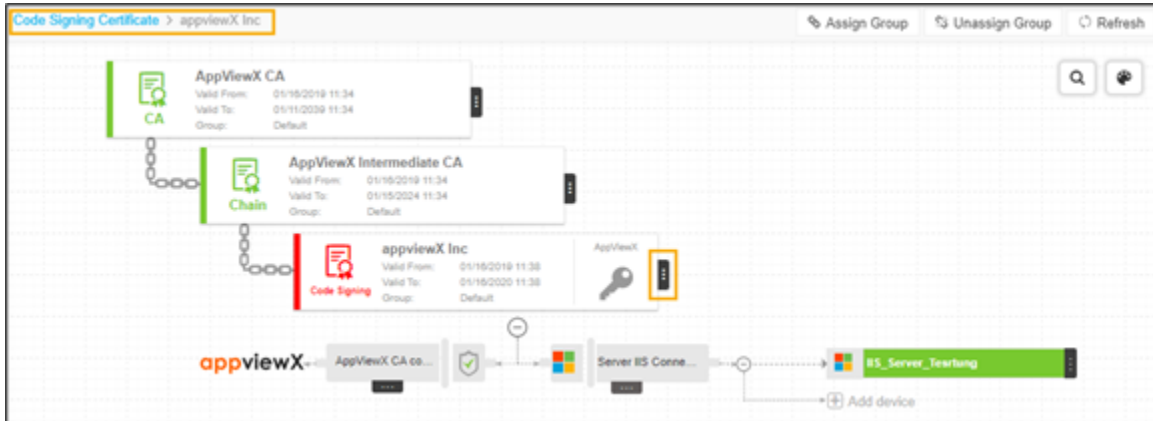 Code Signing Certificate > appviewX Inc
Assign Group
Unassign Group
Refresh
AppViewX CA
Valid From: 01/16/2019 11:34
Valid To: 01/11/2039 11:34
Group: Default
CA
AppViewX Intermediate CA
Valid From: 01/16/2019 11:34
Valid To: 01/15/2024 11:34
Group: Default
Chain
appviewX Inc
Valid From: 01/16/2019 11:38
Valid To: 01/16/2020 11:38
Group: Default
Code Signing
AppViewX
appviewX
AppViewX CA co...
Server IIS Conne...
IIS_Server_Teartung
Add device